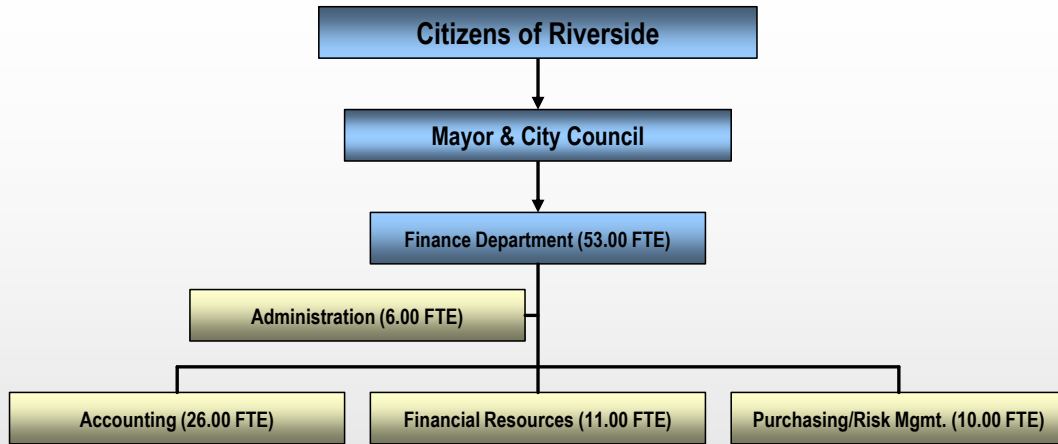 Citizens of Riverside
Mayor & City Council
Finance Department (53.00 FTE)
Administration (6.00 FTE)
Accounting (26.00 FTE)
Financial Resources (11.00 FTE)
Purchasing/Risk Mgmt. (10.00 FTE)